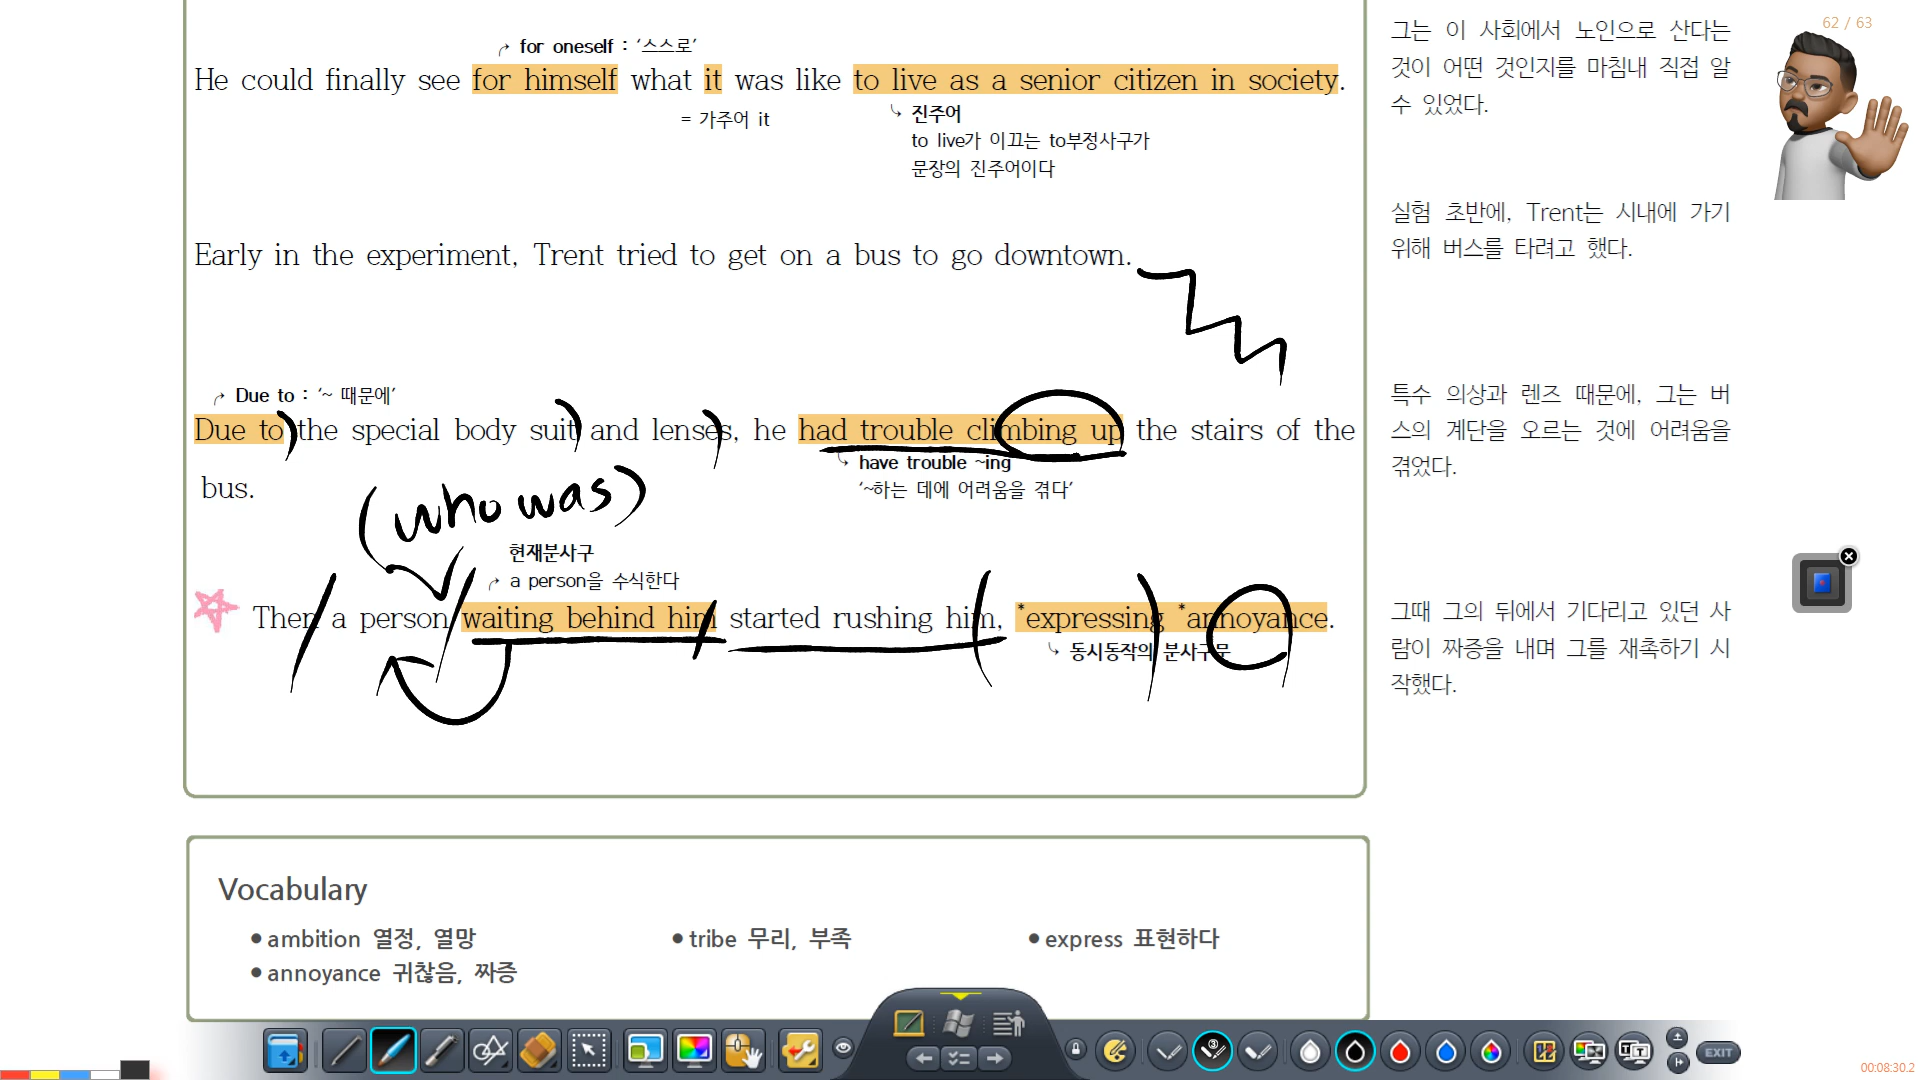 62 / 63
for oneself : ‘스스로’
He could finally see for himself what it was like to live as a senior citizen in society.
= 가주어 it
진주어
to live가 이끄는 to부정사구가
문장의 진주어이다
그는 이 사회에서 노인으로 산다는
것이 어떤 것인지를 마침내 직접 알
수 있었다.
Early in the experiment, Trent tried to get on a bus to go downtown.
실험 초반에, Trent는 시내에 가기
위해 버스를 타려고 했다.
Due to : ‘~ 때문에’
Due to the special body suit and lenses, he had trouble climbing up the stairs of the
bus.
have trouble ~ing
‘~하는 데에 어려움을 겪다’
특수 의상과 렌즈 때문에, 그는 버
스의 계단을 오르는 것에 어려움을
겪었다.
(who was)
현재분사구
a person을 수식한다
Then a person waiting behind him started rushing him, *expressing *annoyance.
동시동작의 분사구문
그때 그의 뒤에서 기다리고 있던 사
람이 짜증을 내며 그를 재촉하기 시
작했다.
Vocabulary
● ambition 열정, 열망
● tribe 무리, 부족
● express 표현하다
● annoyance 귀찮음, 짜증
EXIT
00:08:30.2